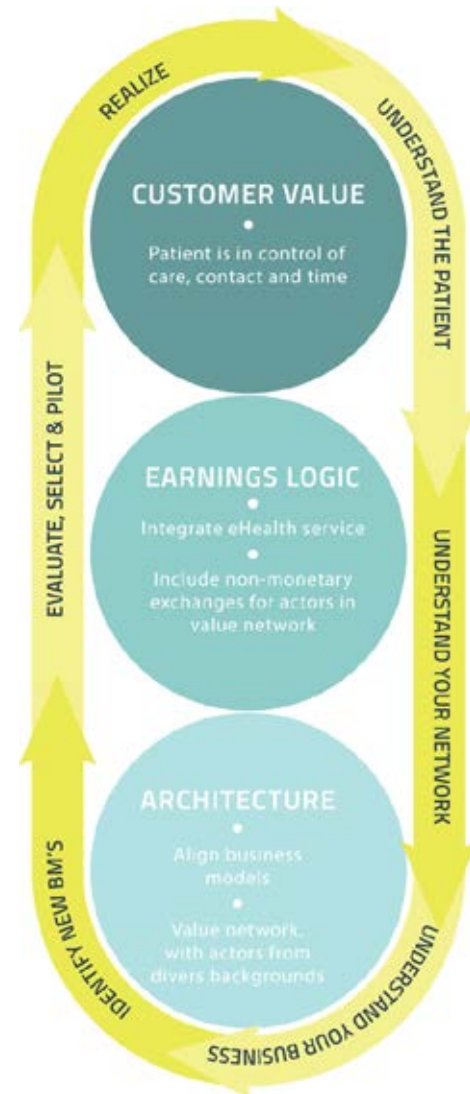 REALIZE
UNDERSTAND THE PATIENT
CUSTOMER VALUE
Patient is in control of
care, contact and time
EVALUATE, SELECT & PILOT
EARNINGS LOGIC
Integrate eHealth service
Include non-monetary
exchanges for actors in
value network
UNDERSTAND YOUR NETWORK
ARCHITECTURE
Align business
models
Value network,
with actors from
divers backgrounds
IDENTIFY NEW BM'S
UNDERSTAND YOUR BUSINESS